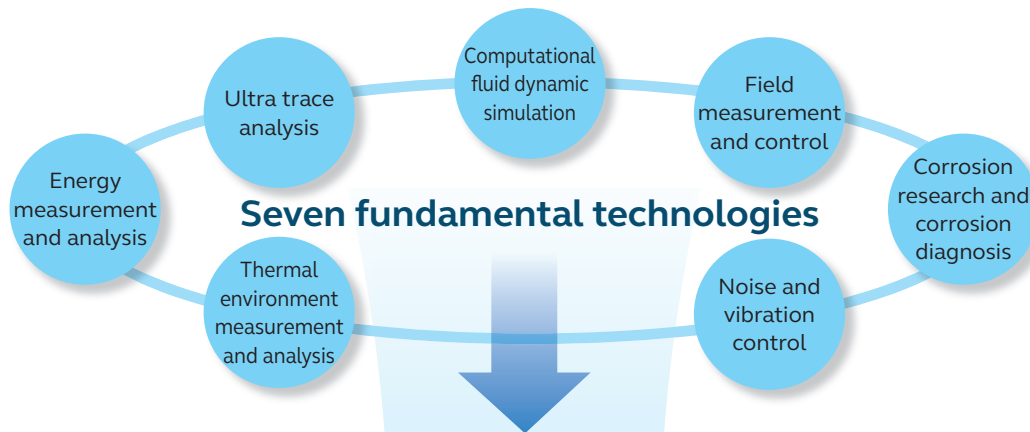 Computational
fluid dynamic
simulation
Ultra trace
analysis
Field
measurement
and control
Energy
measurement
and analysis
Corrosion
research and
corrosion
diagnosis
Seven fundamental technologies
Thermal
environment
measurement
and analysis
Noise and
vibration
control